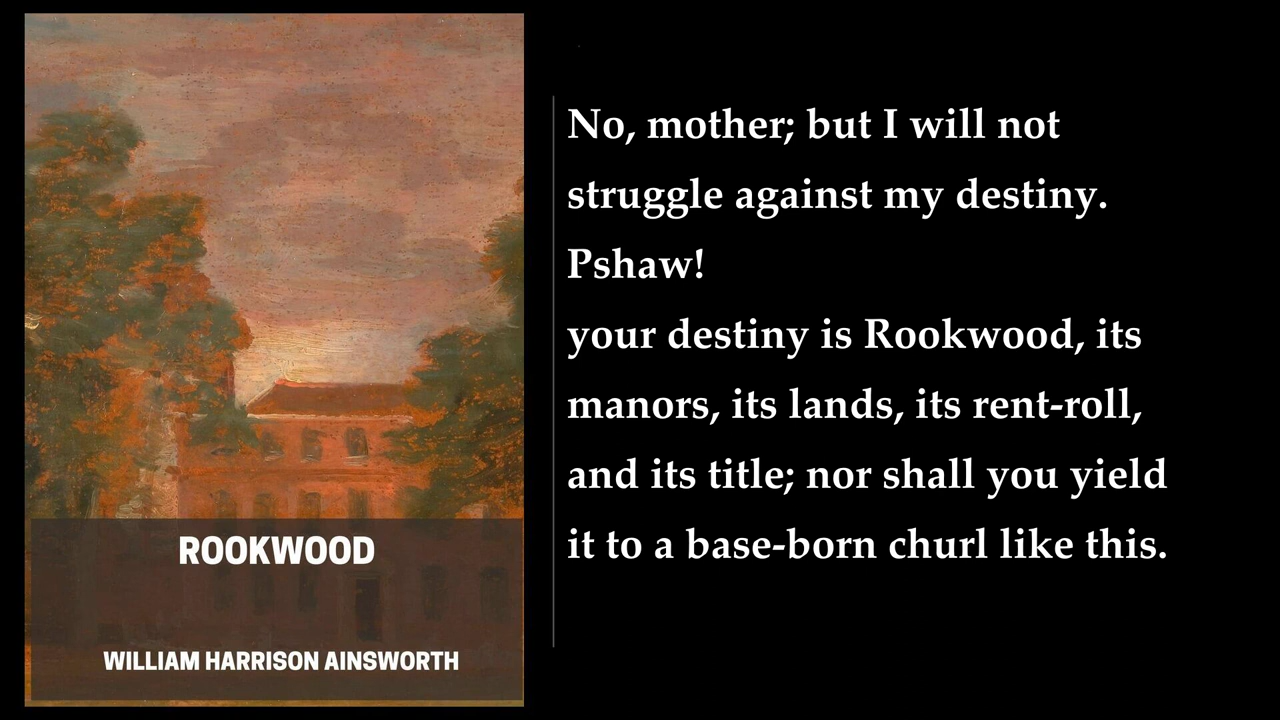 ROOKWOOD
WILLIAM HARRISON AINSWORTH
No, mother; but I will not
struggle against my destiny.
Pshaw!
your destiny is Rookwood, its
manors, its lands, its rent-roll,
and its title; nor shall you yield
it to a base-born churl like this.